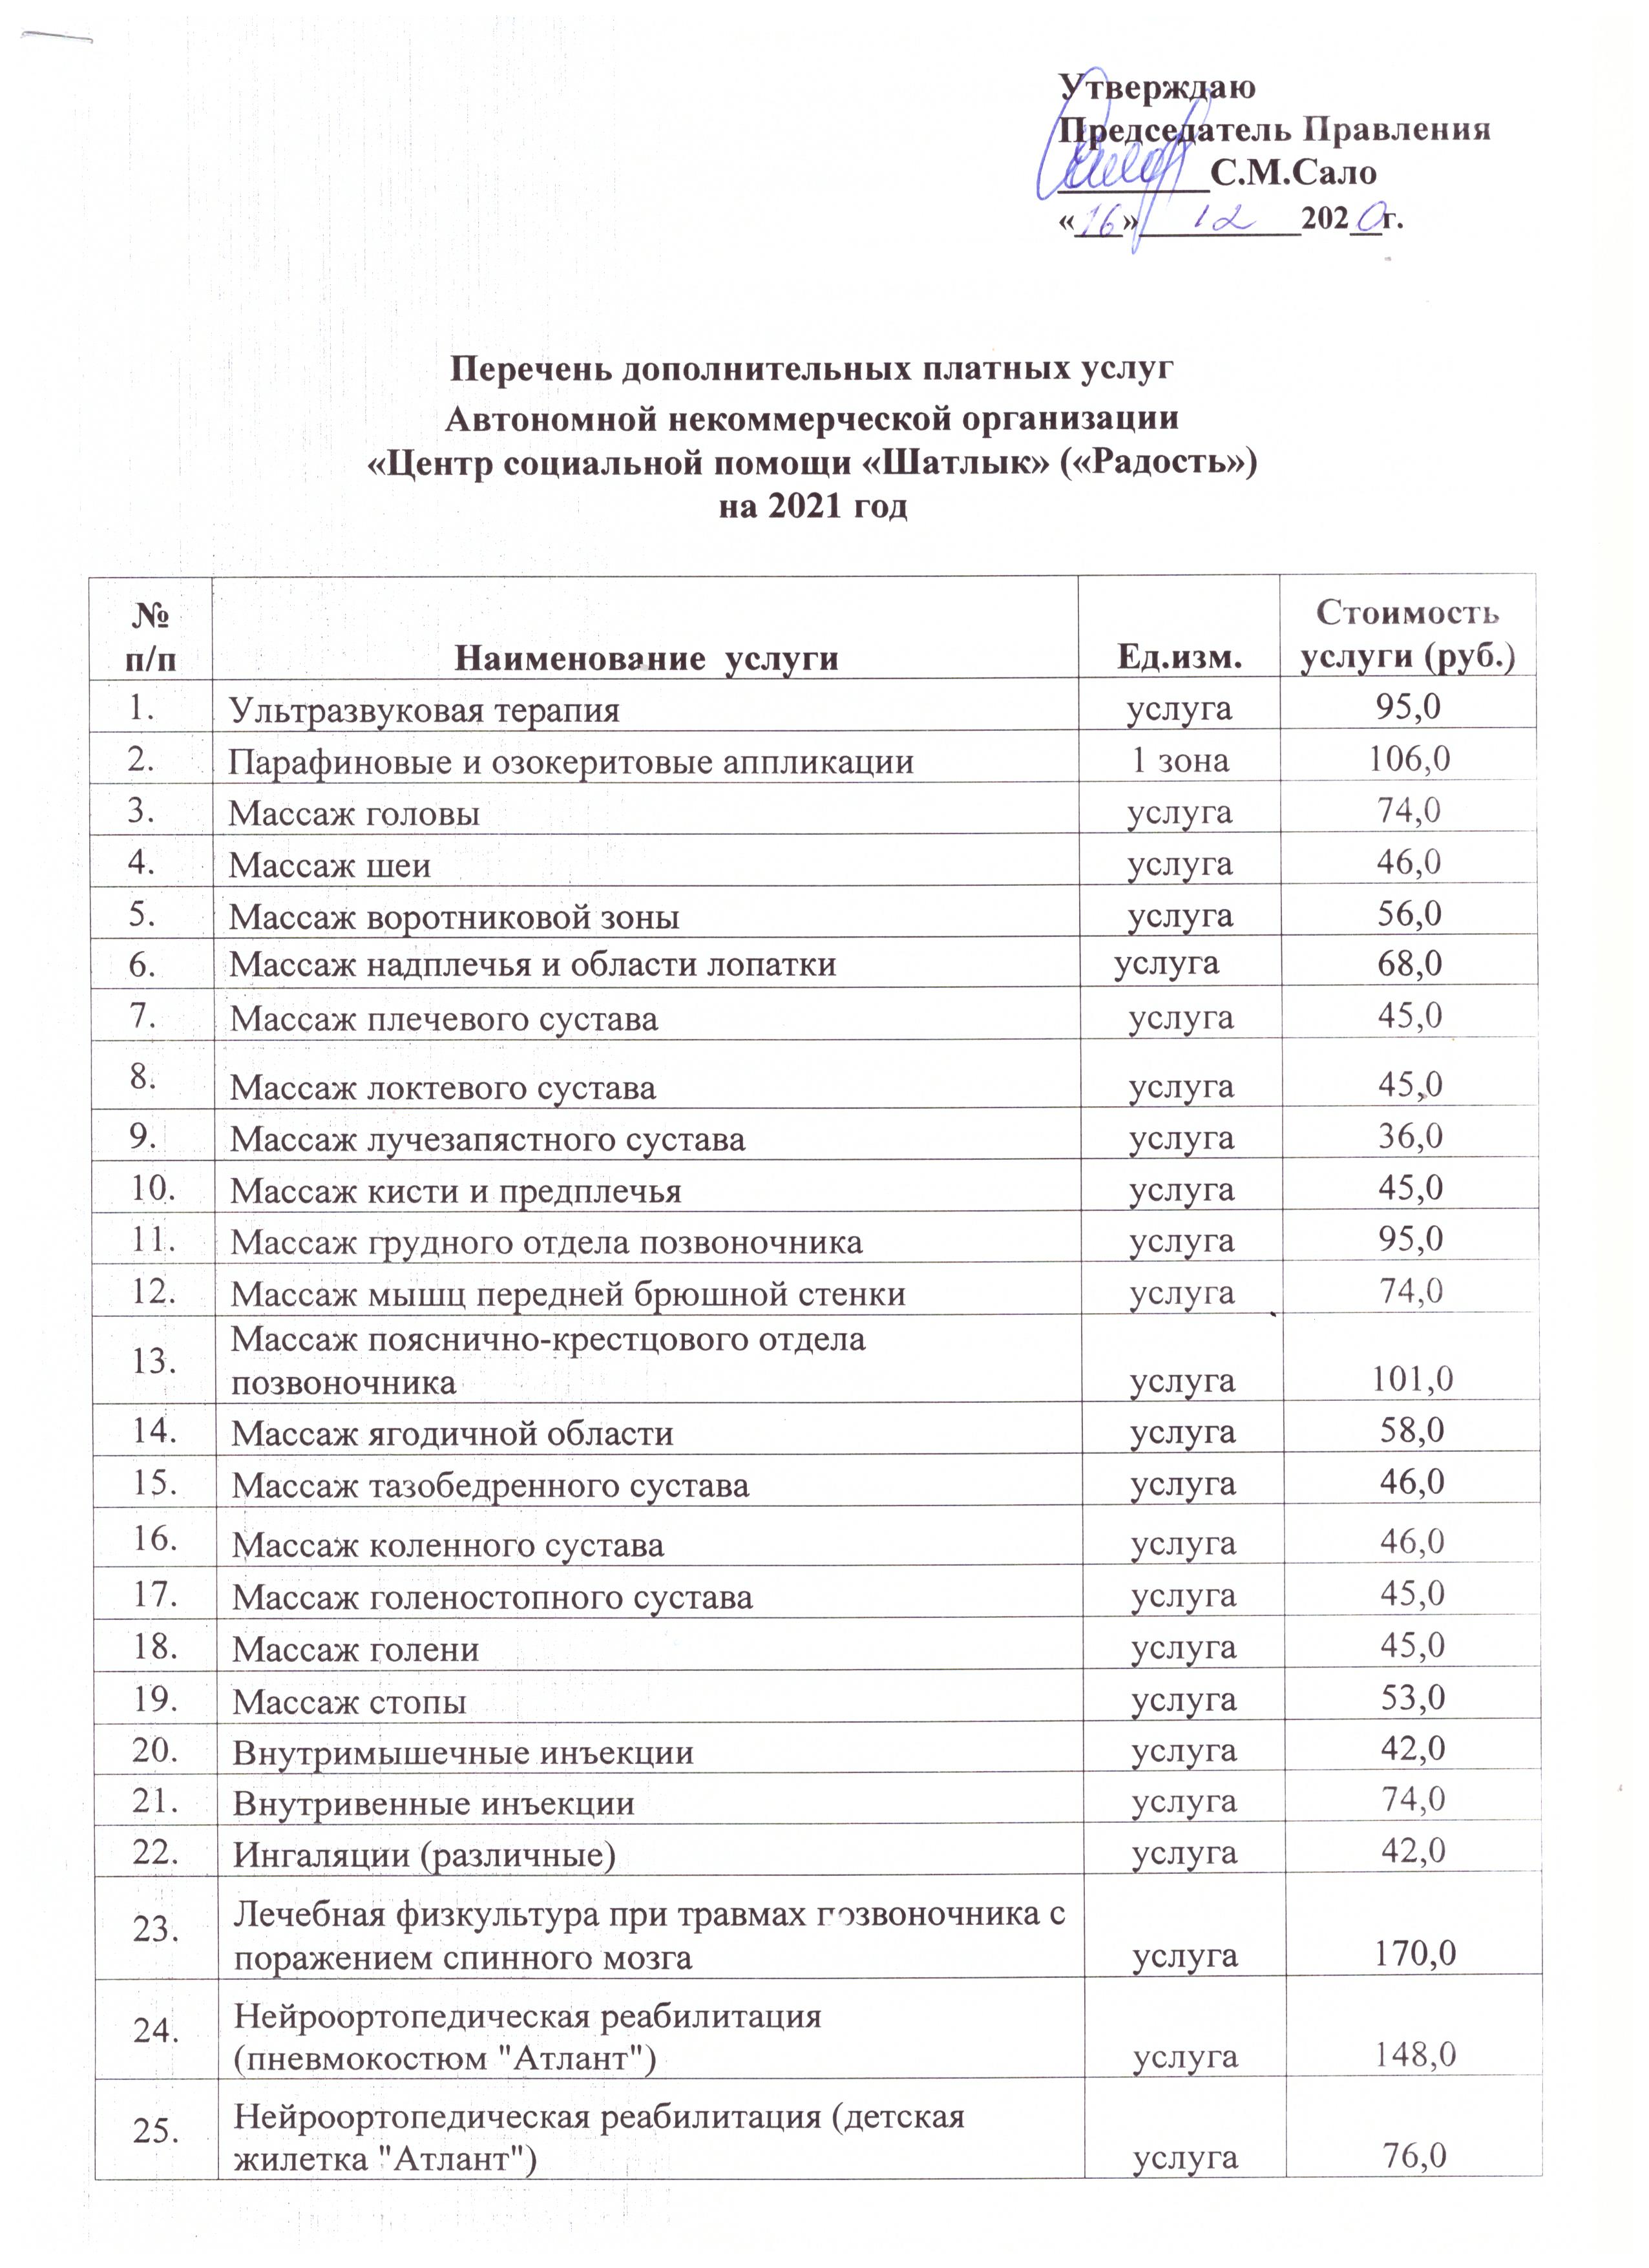 Утверждаю
Председатель Правления
__________С.М.Сало
«16» 12 2020г.
Перечень дополнительных платных услуг
Автономной некоммерческой организации
«Центр социальной помощи «Шатлык» («Радость»)
на 2021 год
№ п/п Наименование услуги Ед.изм. Стоимость услуги (руб.)
1. Ультразвуковая терапия услуга 95,0
2. Парафиновые и озокеритовые аппликации 1 зона 106,0
3. Массаж головы услуга 74,0
4. Массаж шеи услуга 46,0
5. Массаж воротниковой зоны услуга 56,0
6. Массаж надплечья и области лопатки услуга 68,0
7. Массаж плечевого сустава услуга 45,0
8. Массаж локтевого сустава услуга 45,0
9. Массаж лучезапястного сустава услуга 36,0
10. Массаж кисти и предплечья услуга 45,0
11. Массаж грудного отдела позвоночника услуга 95,0
12. Массаж мышц передней брюшной стенки услуга 74,0
13. Массаж пояснично-крестцового отдела
позвоночника услуга 101,0
14. Массаж ягодичной области услуга 58,0
15. Массаж тазобедренного сустава услуга 46,0
16. Массаж коленного сустава услуга 46,0
17. Массаж голеностопного сустава услуга 45,0
18. Массаж голени услуга 45,0
19. Массаж стопы услуга 53,0
20. Внутримышечные инъекции услуга 42,0
21. Внутривенные инъекции услуга 74,0
22. Ингаляции (различные) услуга 42,0
23. Лечебная физкультура при травмах позвоночника с
поражением спинного мозга услуга 170,0
24. Нейроортопедическая реабилитация
(пневмокостюм "Атлант") услуга 148,0
25. Нейроортопедическая реабилитация (детская
жилетка "Атлант") услуга 76,0